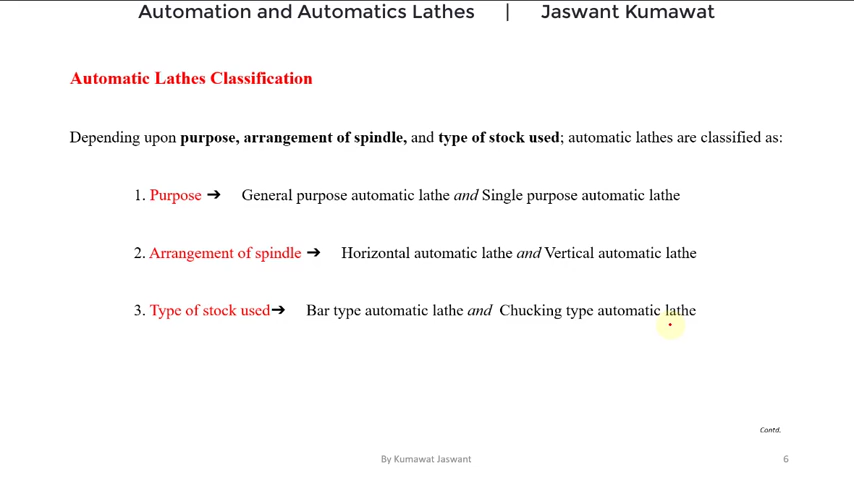 Automation and Automatics Lathes | Jaswant Kumawat
Automatic Lathes Classification
Depending upon purpose, arrangement of spindle, and type of stock used; automatic lathes are classified as:
1. Purpose ➔ General purpose automatic lathe and Single purpose automatic lathe
2. Arrangement of spindle ➔ Horizontal automatic lathe and Vertical automatic lathe
3. Type of stock used➔ Bar type automatic lathe and Chucking type automatic lathe
Contd.
By Kumawat Jaswant 6